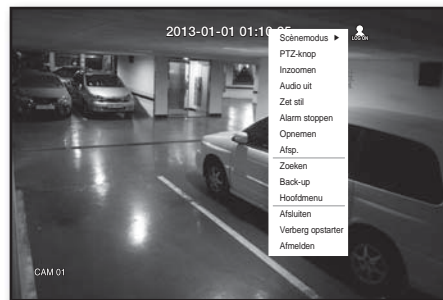 2013-01-01 01:10
LOG ON
Scènemodus
PTZ-knop
Inzoomen
Audio uit
Zet stil
Alarm stoppen
Opnemen
Afsp.
Zoeken
Back-up
Hoofdmenu
Afsluiten
Verberg opstarter
Afmelden
CAM 01